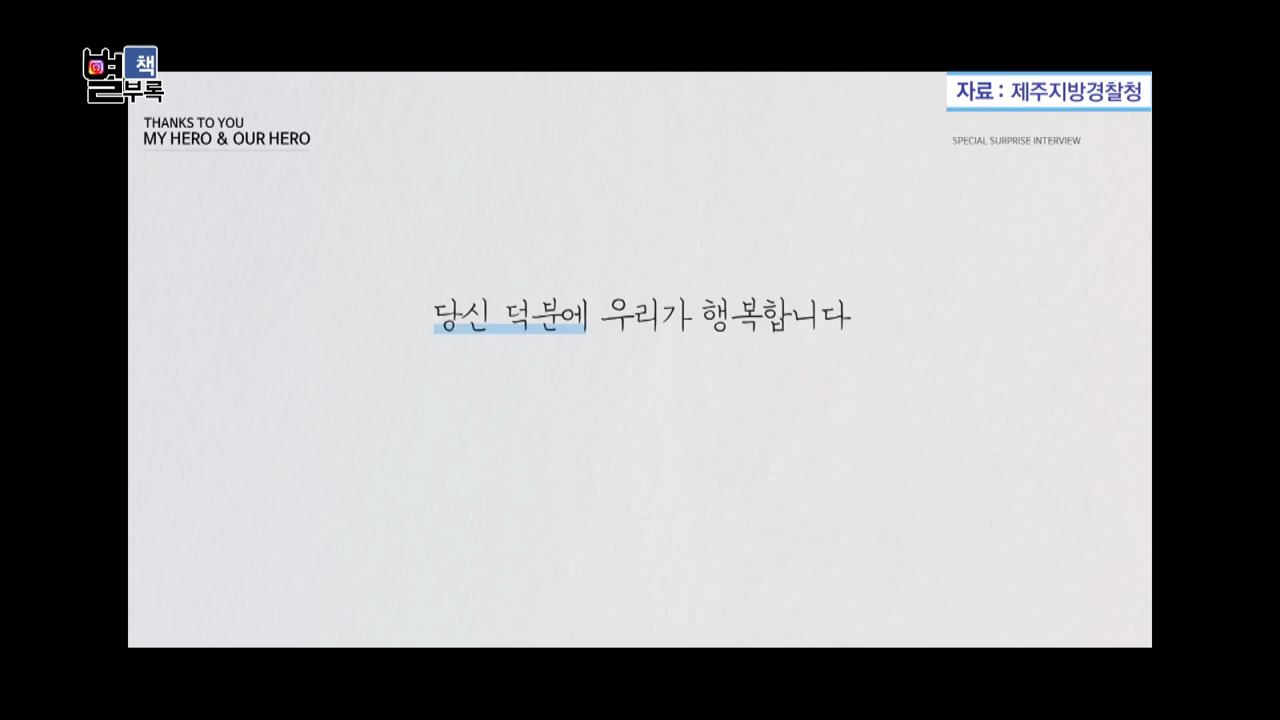 별책
부록
자료 : 제주지방경찰청
THANKS TO YOU
MY HERO & OUR HERO
SPECIAL SURPRISE INTERVIEW
당신 덕분에 우리가 행복합니다